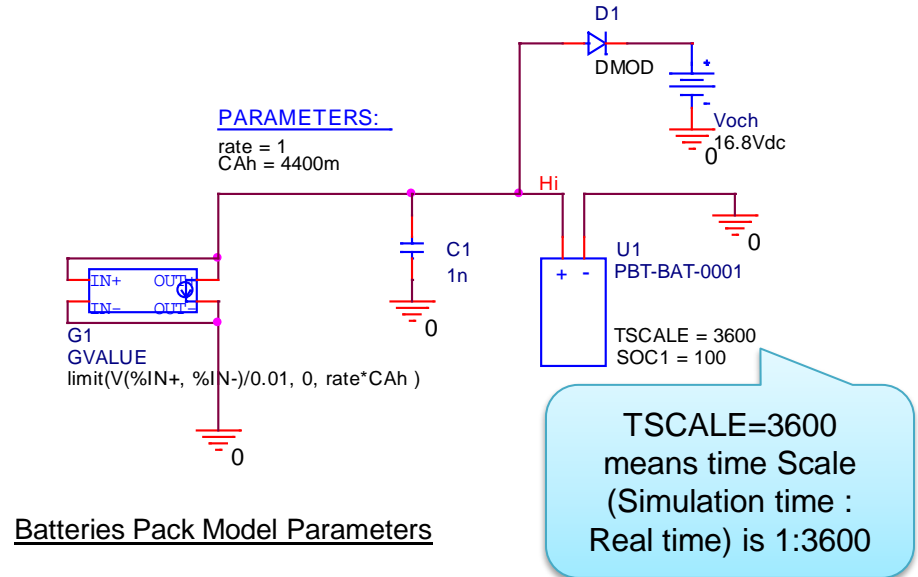 D1
DMOD
Voch
16.8Vdc
0
PARAMETERS:
rate = 1
CAh = 4400m
Hi
0
C1
1n
0
U1
PBT-BAT-0001
+ -
TSCALE = 3600
SOC1 = 100
IN+ OUT+
IN- OUT-
G1
GVALUE
limit(V(%IN+, %IN-)/0.01, 0, rate*CAh )
0
TSCALE=3600
means time Scale
(Simulation time :
Real time) is 1:3600
Batteries Pack Model Parameters